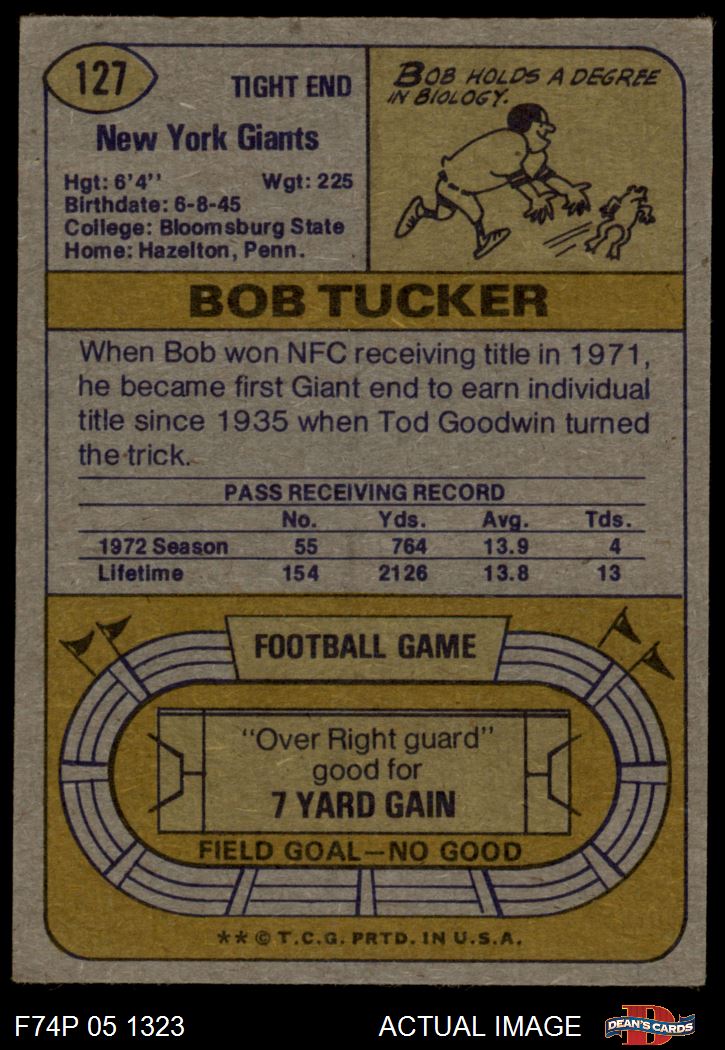 127
TIGHT END
New York Giants
Hgt: 6'4'' Wgt: 225
Birthdate: 6-8-45
College: Bloomsburg State
Home: Hazelton, Penn.
BOB HOLDS A DEGREE
IN BIOLOGY.
BOB TUCKER
When Bob won NFC receiving title in 1971,
he became first Giant end to earn individual
title since 1935 when Tod Goodwin turned
the trick.
PASS RECEIVING RECORD
No. Yds. Avg. Tds.
1972 Season 55 764 13.9 4
Lifetime 154 2126 13.8 13
FOOTBALL GAME
"Over Right guard"
good for
7 YARD GAIN
FIELD GOAL—NO GOOD
** © T.C.G. PRTD. IN U.S.A.
F74P 05 1323 ACTUAL IMAGE
D
DEAN'S CARDS